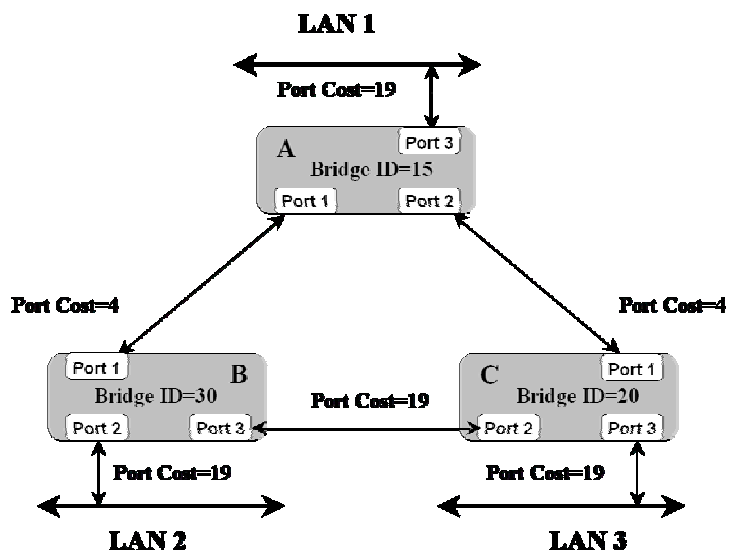 LAN 1
Port Cost=19
Port 3
A
Bridge ID=15
Port 1
Port 2
Port Cost=4
Port Cost=4
Port 1
B
Bridge ID=30
Port 2
Port 3
Port Cost=19
C
Port 1
Bridge ID=20
Port 2
Port 3
Port Cost=19
Port Cost=19
LAN 2
LAN 3